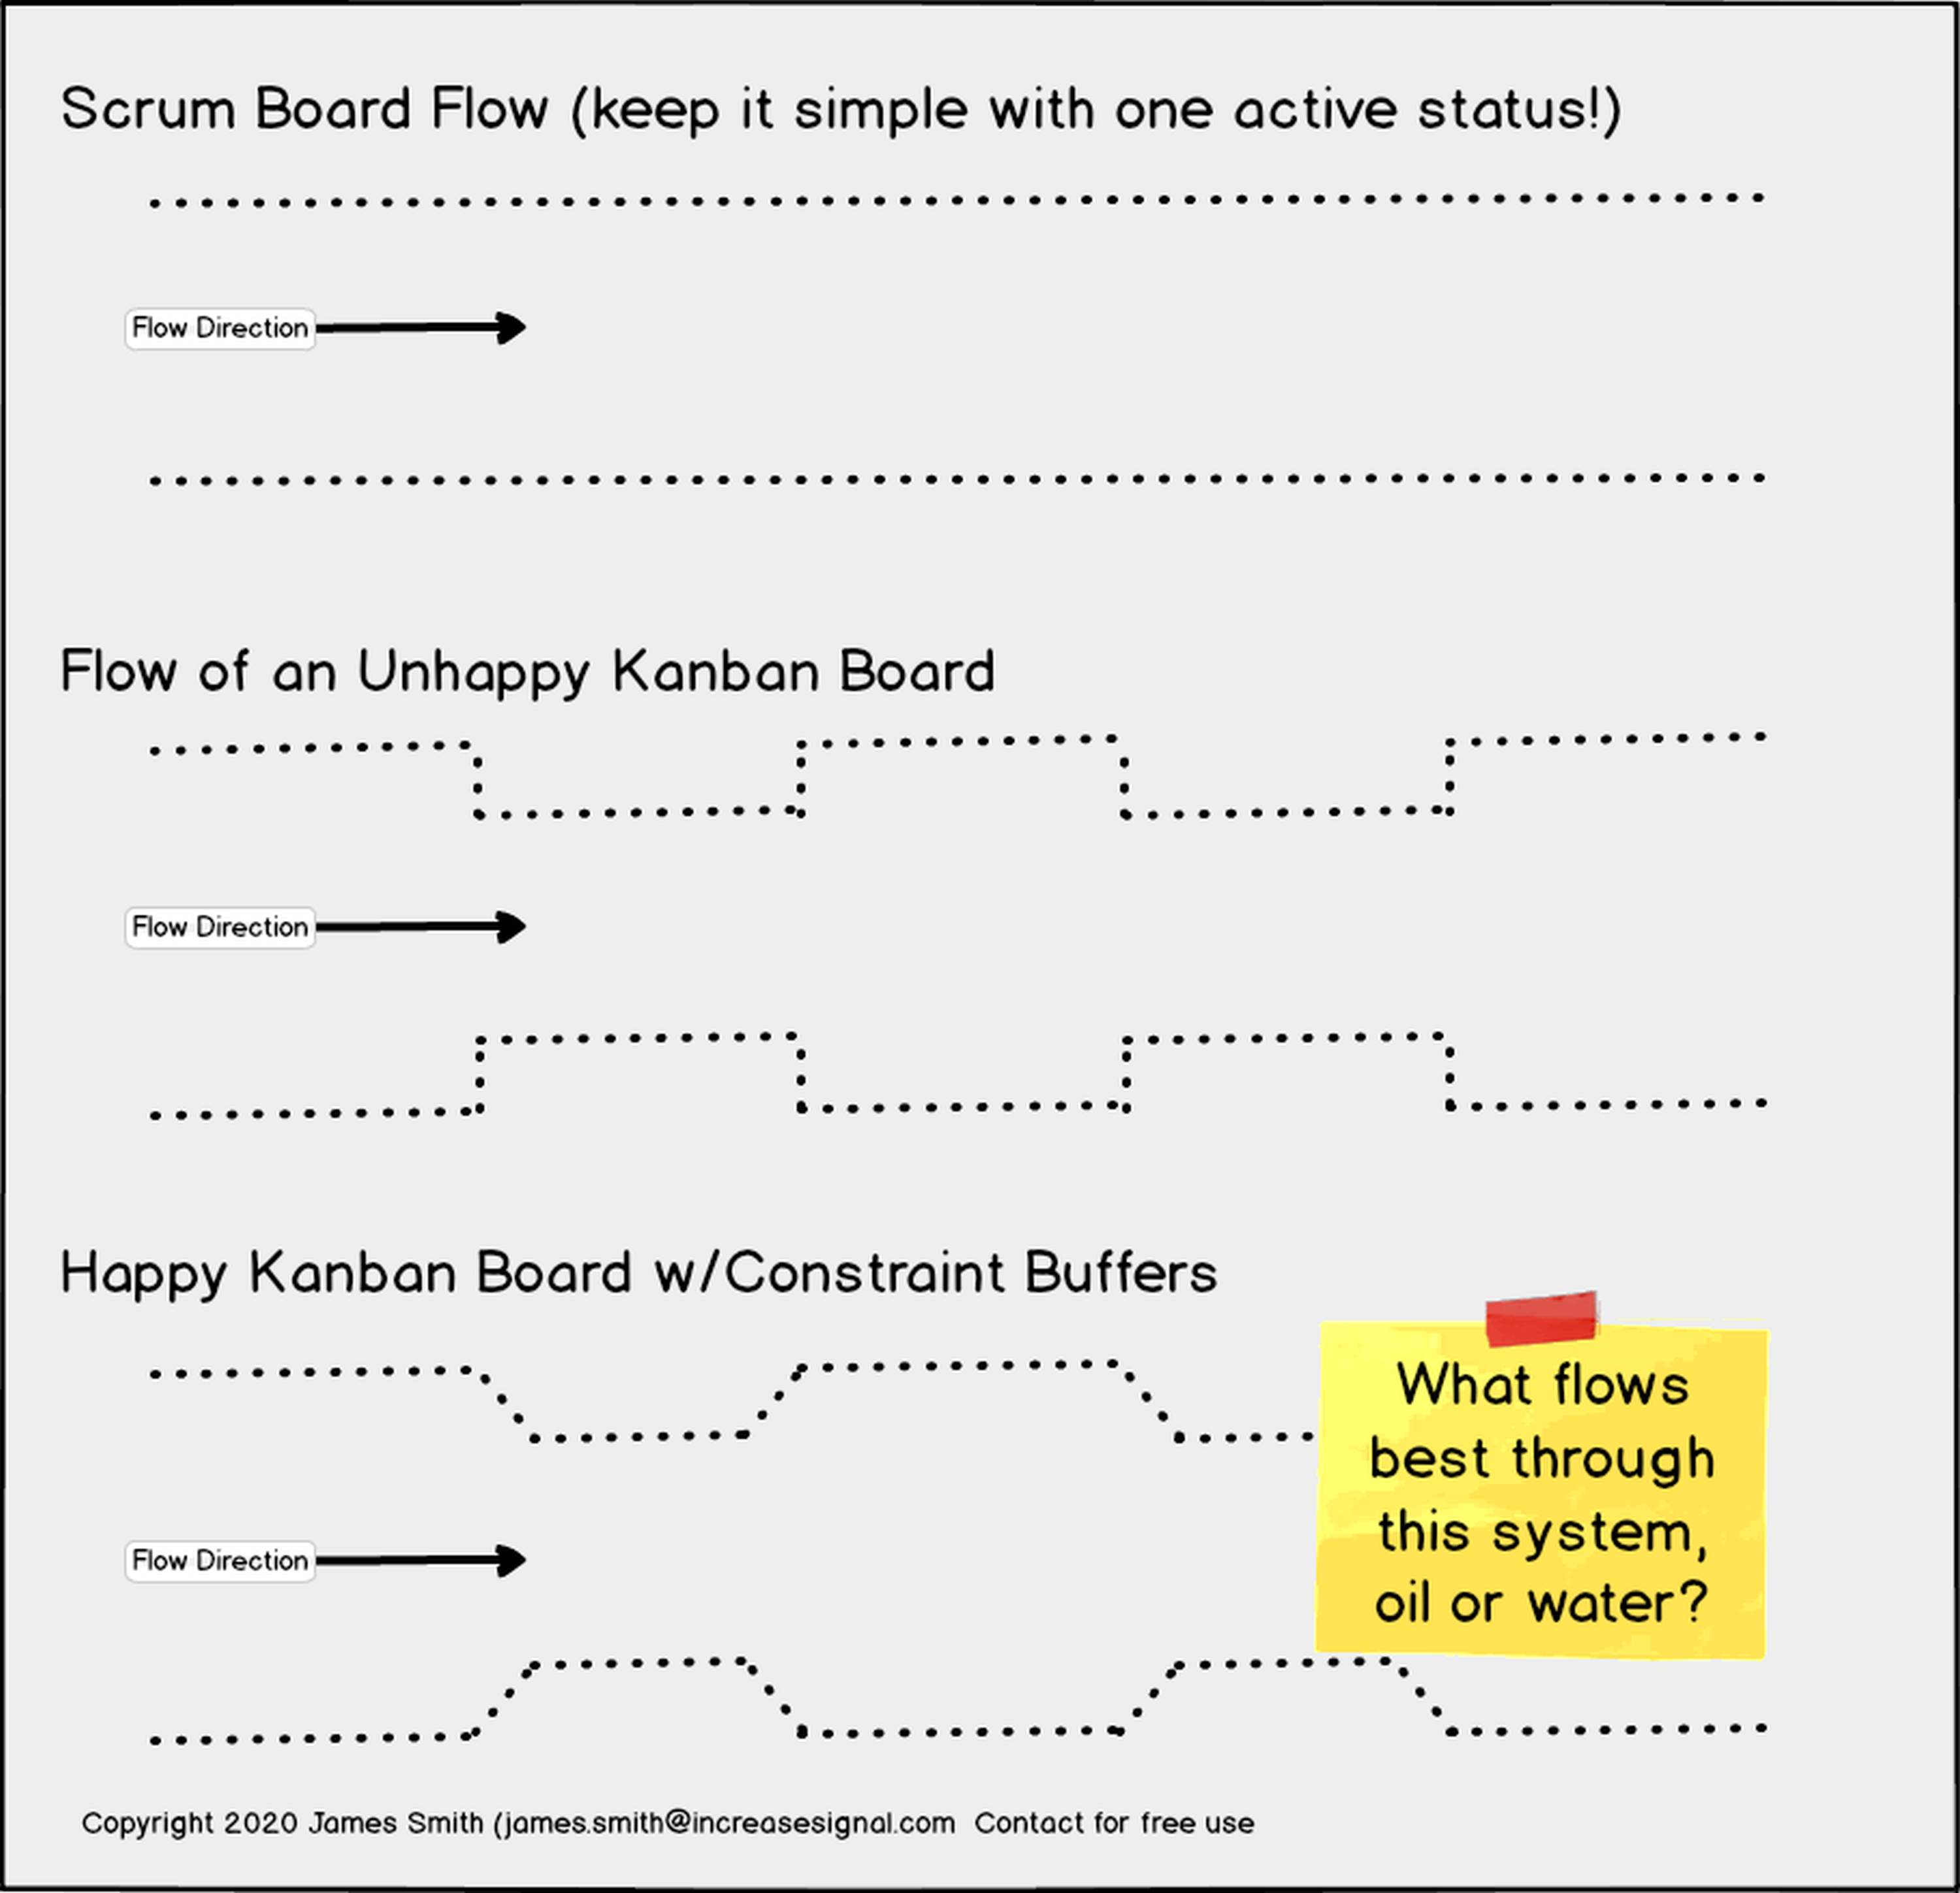 Scrum Board Flow (keep it simple with one active status!)
Flow Direction
Flow of an Unhappy Kanban Board
Flow Direction
Happy Kanban Board w/Constraint Buffers
What flows
best through
this system,
oil or water?
Flow Direction
Copyright 2020 James Smith (james.smith@increasesignal.com  Contact for free use